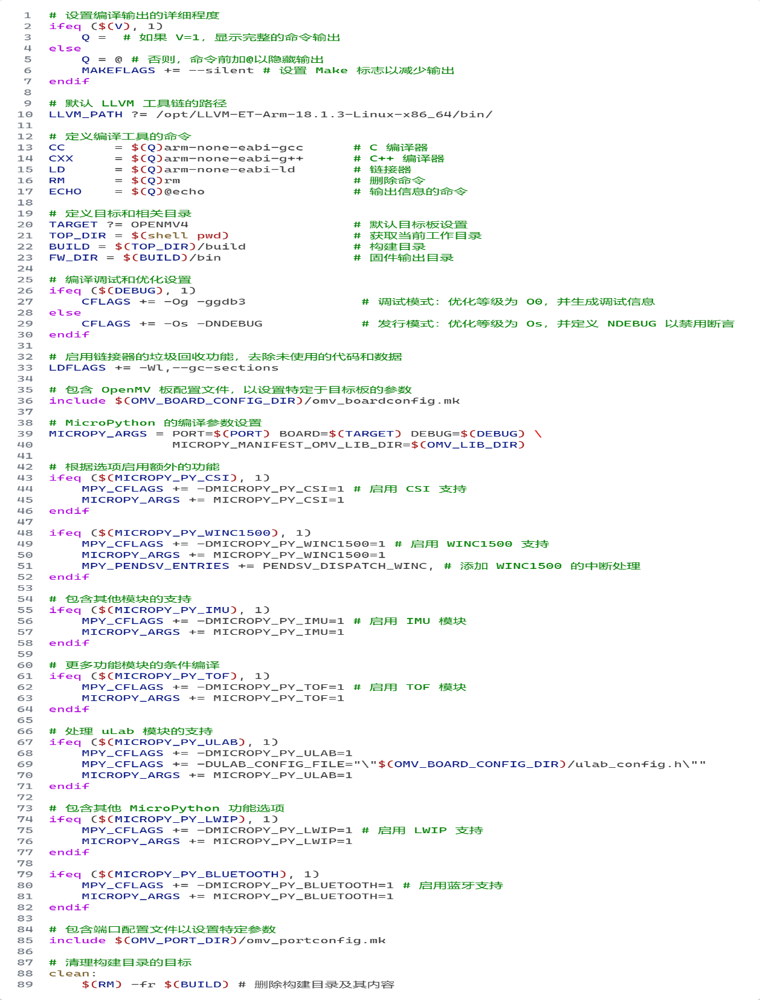 1 # 设置编译输出的详细程度
2 ifeq ($(V), 1)
3     Q =  # 如果 V=1, 显示完整的命令输出
4 else
5     Q = @ # 否则, 命令前加@以隐藏输出
6     MAKEFLAGS += --silent # 设置 Make 标志以减少输出
7 endif
8
9 # 默认 LLVM 工具链的路径
10 LLVM_PATH ?= /opt/LLVM-ET-Arm-18.1.3-Linux-x86_64/bin/
11
12 # 定义编译工具的命令
13 CC      = $(Q)arm-none-eabi-gcc      # C 编译器
14 CXX     = $(Q)arm-none-eabi-g++      # C++ 编译器
15 LD      = $(Q)arm-none-eabi-ld       # 链接器
16 RM      = $(Q)rm                     # 删除命令
17 ECHO    = $(Q)@echo                  # 输出信息的命令
18
19 # 定义目标和相关目录
20 TARGET ?= OPENMV4                    # 默认目标板设置
21 TOP_DIR = $(shell pwd)               # 获取当前工作目录
22 BUILD = $(TOP_DIR)/build             # 构建目录
23 FW_DIR = $(BUILD)/bin                # 固件输出目录
24
25 # 编译调试和优化设置
26 ifeq ($(DEBUG), 1)
27     CFLAGS += -Og -ggdb3              # 调试模式: 优化等级为 O0, 并生成调试信息
28 else
29     CFLAGS += -Os -DNDEBUG            # 发行模式: 优化等级为 Os, 并定义 NDEBUG 以禁用断言
30 endif
31
32 # 启用链接器的垃圾回收功能, 去除未使用的代码和数据
33 LDFLAGS += -Wl,--gc-sections
34
35 # 包含 OpenMV 板配置文件, 以设置特定于目标板的参数
36 include $(OMV_BOARD_CONFIG_DIR)/omv_boardconfig.mk
37
38 # MicroPython 的编译参数设置
39 MICROPY_ARGS = PORT=$(PORT) BOARD=$(TARGET) DEBUG=$(DEBUG) \
40                MICROPY_MANIFEST_OMV_LIB_DIR=$(OMV_LIB_DIR)
41
42 # 根据选项启用额外的功能
43 ifeq ($(MICROPY_PY_CSI), 1)
44     MPY_CFLAGS += -DMICROPY_PY_CSI=1 # 启用 CSI 支持
45     MICROPY_ARGS += MICROPY_PY_CSI=1
46 endif
47
48 ifeq ($(MICROPY_PY_WINC1500), 1)
49     MPY_CFLAGS += -DMICROPY_PY_WINC1500=1 # 启用 WINC1500 支持
50     MICROPY_ARGS += MICROPY_PY_WINC1500=1
51     MPY_PENDSV_ENTRIES += PENDSV_DISPATCH_WINC, # 添加 WINC1500 的中断处理
52 endif
53
54 # 包含其他模块的支持
55 ifeq ($(MICROPY_PY_IMU), 1)
56     MPY_CFLAGS += -DMICROPY_PY_IMU=1 # 启用 IMU 模块
57     MICROPY_ARGS += MICROPY_PY_IMU=1
58 endif
59
60 # 更多功能模块的条件编译
61 ifeq ($(MICROPY_PY_TOF), 1)
62     MPY_CFLAGS += -DMICROPY_PY_TOF=1 # 启用 TOF 模块
63     MICROPY_ARGS += MICROPY_PY_TOF=1
64 endif
65
66 # 处理 uLab 模块的支持
67 ifeq ($(MICROPY_PY_ULAB), 1)
68     MPY_CFLAGS += -DMICROPY_PY_ULAB=1
69     MPY_CFLAGS += -DULAB_CONFIG_FILE="\"$(OMV_BOARD_CONFIG_DIR)/ulab_config.h\""
70     MICROPY_ARGS += MICROPY_PY_ULAB=1
71 endif
72
73 # 包含其他 MicroPython 功能选项
74 ifeq ($(MICROPY_PY_LWIP), 1)
75     MPY_CFLAGS += -DMICROPY_PY_LWIP=1 # 启用 LWIP 支持
76     MICROPY_ARGS += MICROPY_PY_LWIP=1
77 endif
78
79 ifeq ($(MICROPY_PY_BLUETOOTH), 1)
80     MPY_CFLAGS += -DMICROPY_PY_BLUETOOTH=1 # 启用蓝牙支持
81     MICROPY_ARGS += MICROPY_PY_BLUETOOTH=1
82 endif
83
84 # 包含端口配置文件以设置特定参数
85 include $(OMV_PORT_DIR)/omv_portconfig.mk
86
87 # 清理构建目录的目标
88 clean:
89     $(RM) -fr $(BUILD) # 删除构建目录及其内容